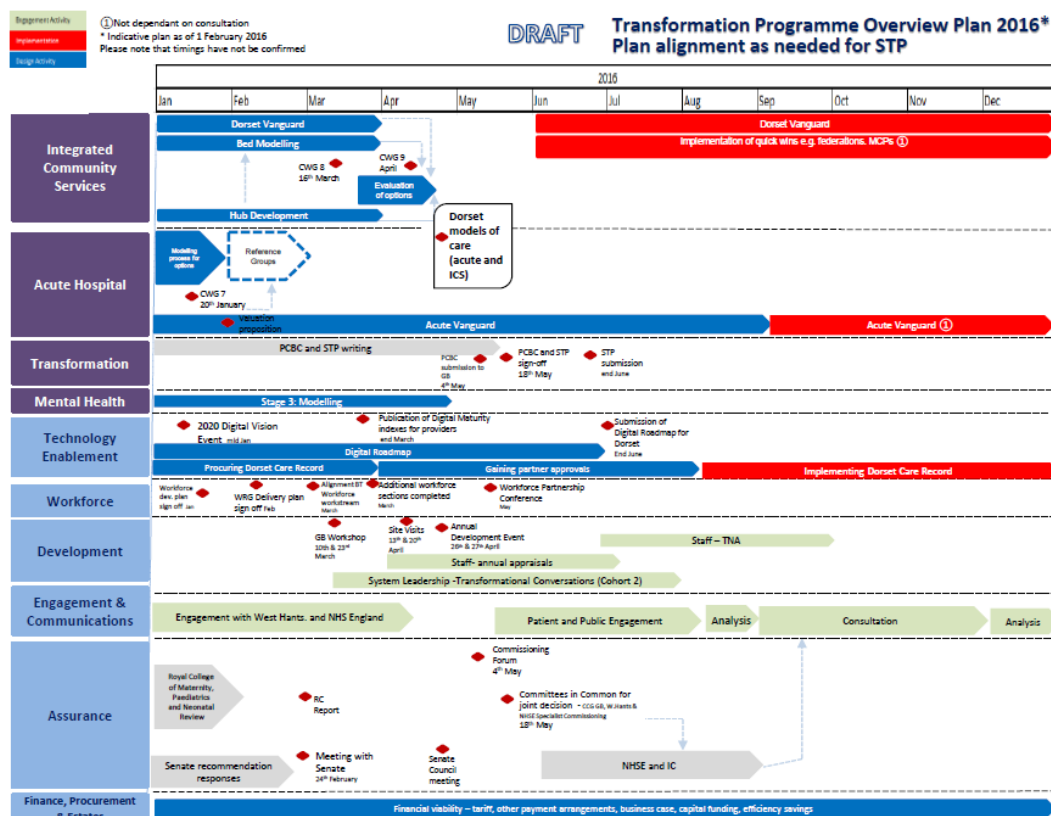 Engagement Activity
Implementation
Design Activity
①Not dependant on consultation
* Indicative plan as of 1 February 2016
Please note that timings have not be confirmed
DRAFT
Transformation Programme Overview Plan 2016*
Plan alignment as needed for STP
2016
Jan Feb Mar Apr May Jun Jul Aug Sep Oct Nov Dec
Integrated
Community
Services
Dorset Vanguard
Bed Modelling
CWG 8
16th March
CWG 9
April
Evaluation
of options
Hub Development
Dorset Vanguard
Implementation of quick wins e.g. federations. MCPs ①
Dorset
models of
care
(acute and
ICS)
Acute Hospital
Modelling
process for
options
Reference
Groups
CWG 7
20th January
Valuation
proposition
Acute Vanguard
Acute Vanguard ①
Transformation
PCBC and STP writing
PCBC
submission to
GB
4th May
PCBC and STP
sign-off
18th May
STP
submission
end June
Mental Health
Stage 3: Modelling
Technology
Enablement
2020 Digital Vision
Event mid Jan
Publication of Digital Maturity
indexes for providers
end March
Submission of
Digital Roadmap for
Dorset
End June
Digital Roadmap
Procuring Dorset Care Record
Gaining partner approvals
Implementing Dorset Care Record
Workforce
Workforce
dev. plan
sign off Jan
WRG Delivery plan
sign off Feb
Alignment BT
Workforce
workstream
March
Additional workforce
sections completed
March
Workforce Partnership
Conference
May
Development
GB Workshop
10th & 23rd
March
Site Visits
13th & 20th
April
Annual
Development Event
26th & 27th April
Staff – TNA
Staff- annual appraisals
System Leadership -Transformational Conversations (Cohort 2)
Engagement &
Communications
Engagement with West Hants. and NHS England
Patient and Public Engagement
Analysis
Consultation
Analysis
Assurance
Royal College
of Maternity,
Paediatrics
and Neonatal
Review
RC
Report
Commissioning
Forum
4th May
Committees in Common for
joint decision - CCG GB, W.Hants &
NHSE Specialist Commissioning
18th May
Senate recommendation
responses
Meeting with
Senate
24th February
Senate
Council
meeting
NHSE and IC
Finance, Procurement
& Estates
Financial viability – tariff, other payment arrangements, business case, capital funding, efficiency savings